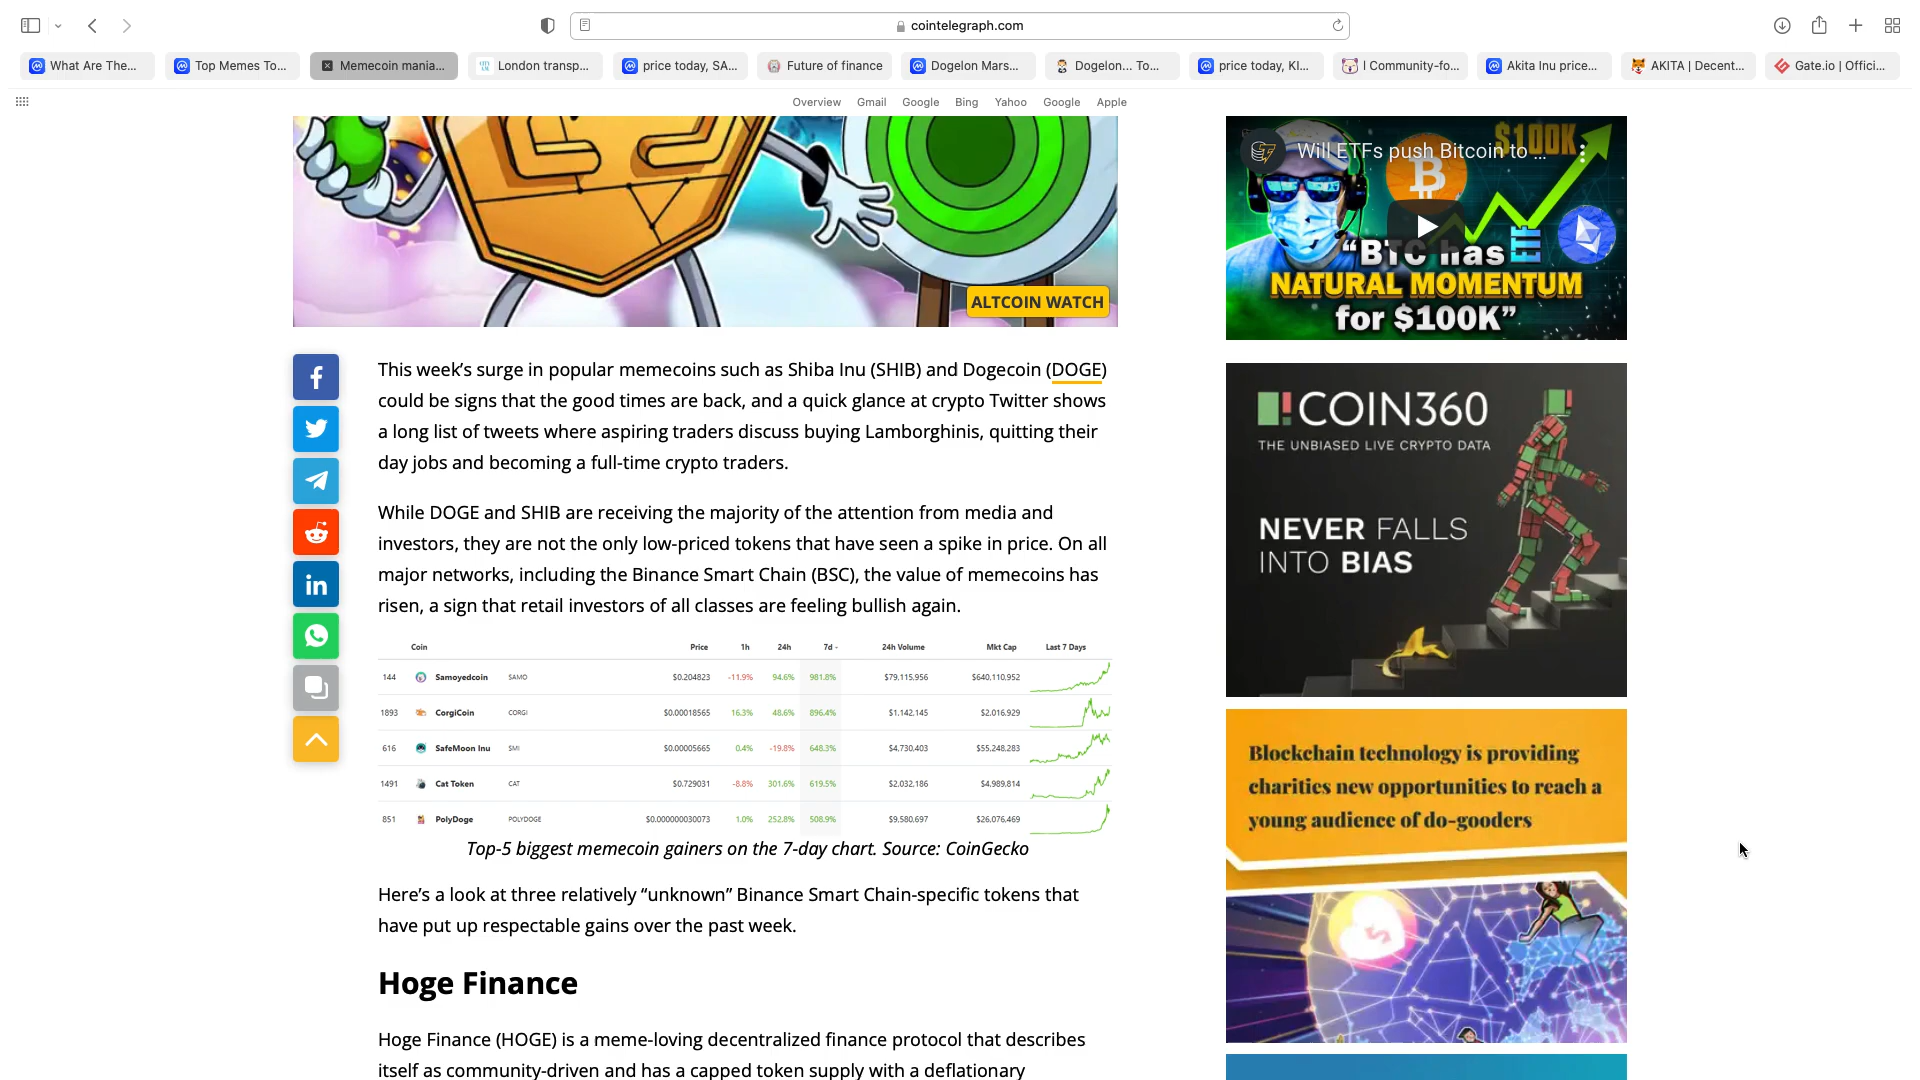 cointelegraph.com
What Are The...
Top Memes To...
Memecoin mania...
London transp...
price today, SA...
Future of finance
Dogelon Mars...
Dogelon... To...
price today, KI...
I Community-fo...
Akita Inu price...
AKITA | Decent...
Gate.io | Offici...
Overview Gmail Google Bing Yahoo Google Apple
ALTCOIN WATCH
This week’s surge in popular memecoins such as Shiba Inu (SHIB) and Dogecoin (DOGE)
could be signs that the good times are back, and a quick glance at crypto Twitter shows
a long list of tweets where aspiring traders discuss buying Lamborghinis, quitting their
day jobs and becoming a full-time crypto traders.
While DOGE and SHIB are receiving the majority of the attention from media and
investors, they are not the only low-priced tokens that have seen a spike in price. On all
major networks, including the Binance Smart Chain (BSC), the value of memecoins has
risen, a sign that retail investors of all classes are feeling bullish again.
Coin Price 1h 24h 7d 24h Volume Mkt Cap Last 7 Days
144 Samoyedcoin SAMO $0.204823 -11.9% 94.6% 981.8% $79,115,956 $640,110,952
1893 CorgiCoin CORGI $0.00018565 16.3% 48.6% 896.4% $1,142,145 $2,016,929
616 SafeMoon Inu SMI $0.00005665 0.4% -19.8% 648.3% $4,730,403 $55,248,283
1491 Cat Token CAT $0.729031 -8.8% 301.6% 619.5% $2,032,186 $4,989,814
851 PolyDoge POLYDOGE $0.000000030073 1.0% 252.8% 508.9% $9,580,697 $26,076,469
Top-5 biggest memecoin gainers on the 7-day chart. Source: CoinGecko
Here’s a look at three relatively “unknown” Binance Smart Chain-specific tokens that
have put up respectable gains over the past week.
Hoge Finance
Hoge Finance (HOGE) is a meme-loving decentralized finance protocol that describes
itself as community-driven and has a capped token supply with a deflationary
$100K
Will ETFs push Bitcoin to ...
“BTC has ETF
NATURAL MOMENTUM
for $100K”
COIN360
THE UNBIASED LIVE CRYPTO DATA
NEVER FALLS
INTO BIAS
Blockchain technology is providing
charities new opportunities to reach a
young audience of do-gooders